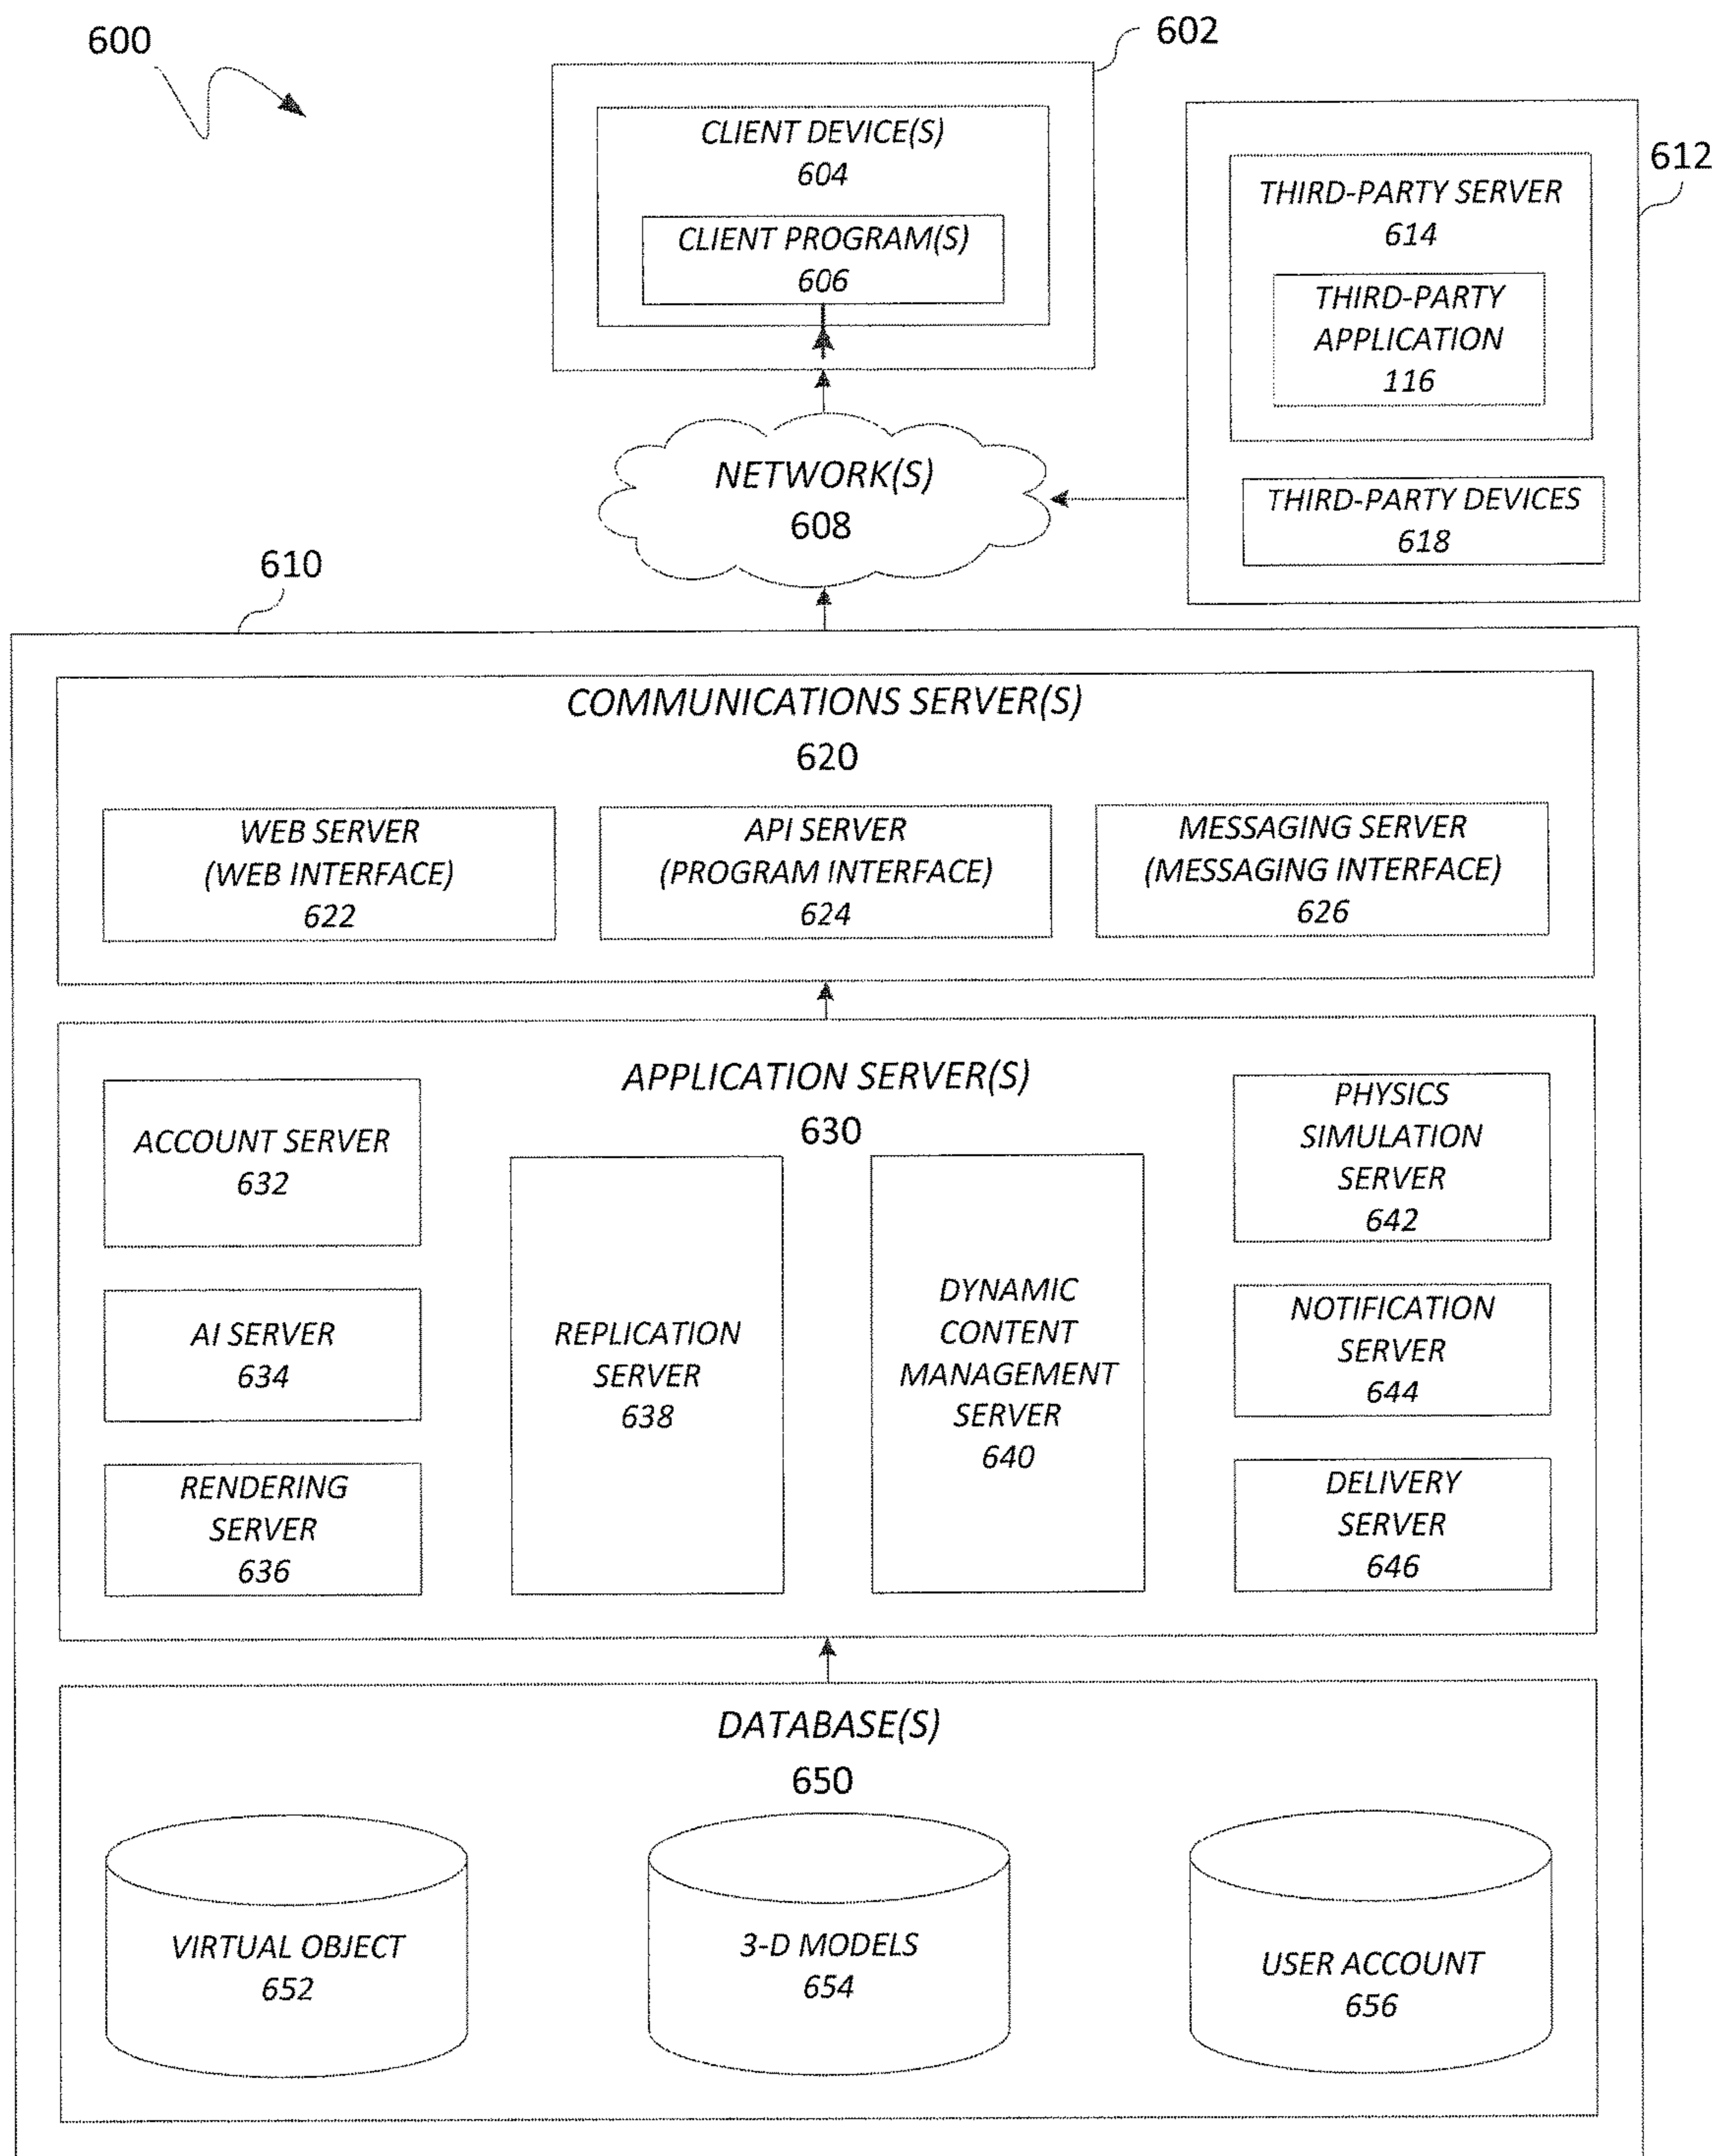 600
602
CLIENT DEVICE(S)
604
CLIENT PROGRAM(S)
606
612
THIRD-PARTY SERVER
614
THIRD-PARTY
APPLICATION
116
THIRD-PARTY DEVICES
618
NETWORK(S)
608
610
COMMUNICATIONS SERVER(S)
620
WEB SERVER
(WEB INTERFACE)
622
API SERVER
(PROGRAM INTERFACE)
624
MESSAGING SERVER
(MESSAGING INTERFACE)
626
APPLICATION SERVER(S)
630
ACCOUNT SERVER
632
AI SERVER
634
RENDERING
SERVER
636
REPLICATION
SERVER
638
DYNAMIC
CONTENT
MANAGEMENT
SERVER
640
PHYSICS
SIMULATION
SERVER
642
NOTIFICATION
SERVER
644
DELIVERY
SERVER
646
DATABASE(S)
650
VIRTUAL OBJECT
652
3-D MODELS
654
USER ACCOUNT
656